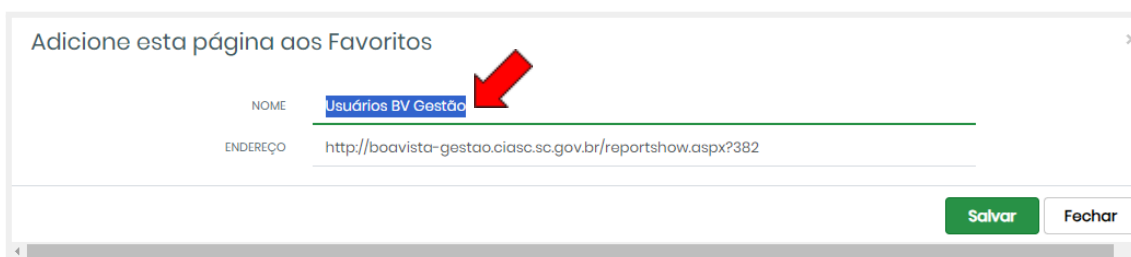 Adicione esta página aos Favoritos
NOME Usuários BV Gestão
ENDEREÇO http://boavista-gestao.ciasc.sc.gov.br/reportshow.aspx?382
Salvar Fechar